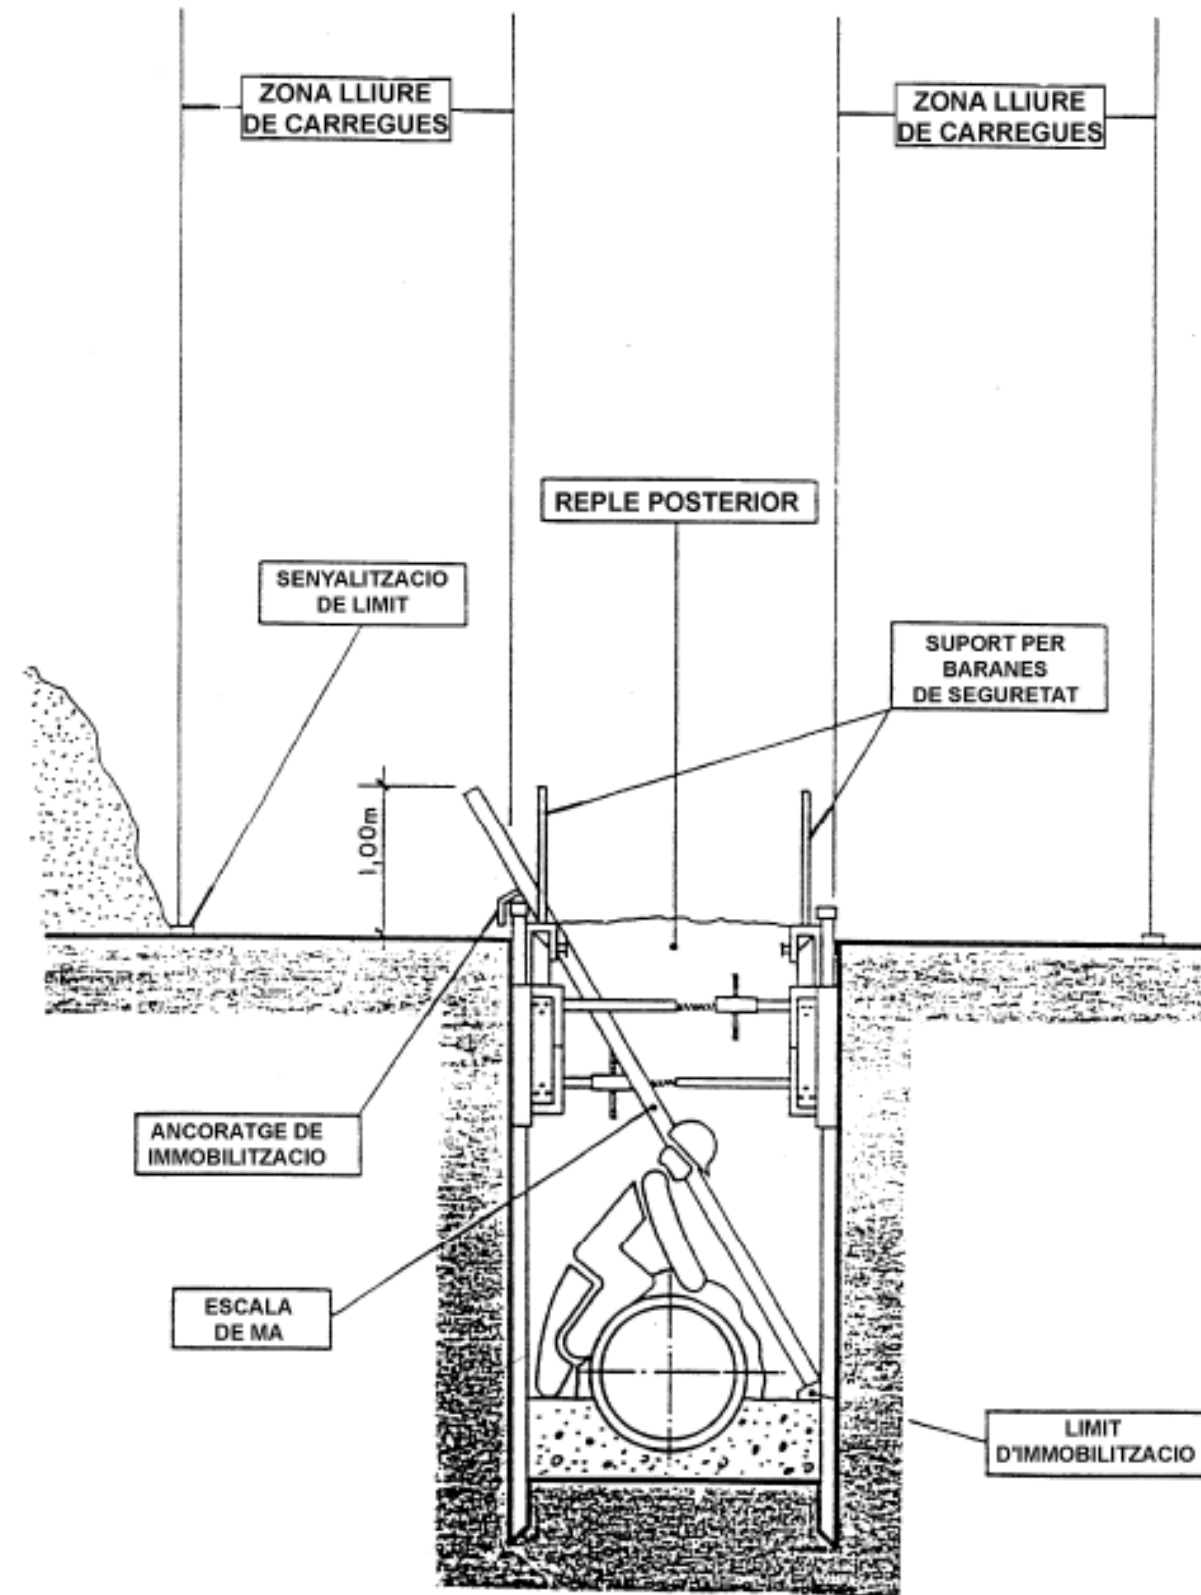 ZONA LLIURE
DE CARREGUES
ZONA LLIURE
DE CARREGUES
REPLE POSTERIOR
SENYALITZACIO
DE LIMIT
SUPORT PER
BARANES
DE SEGURETAT
1,00m
ANCORATGE DE
IMMOBILITZACIO
ESCALA
DE MA
LIMIT
D'IMMOBILITZACIO